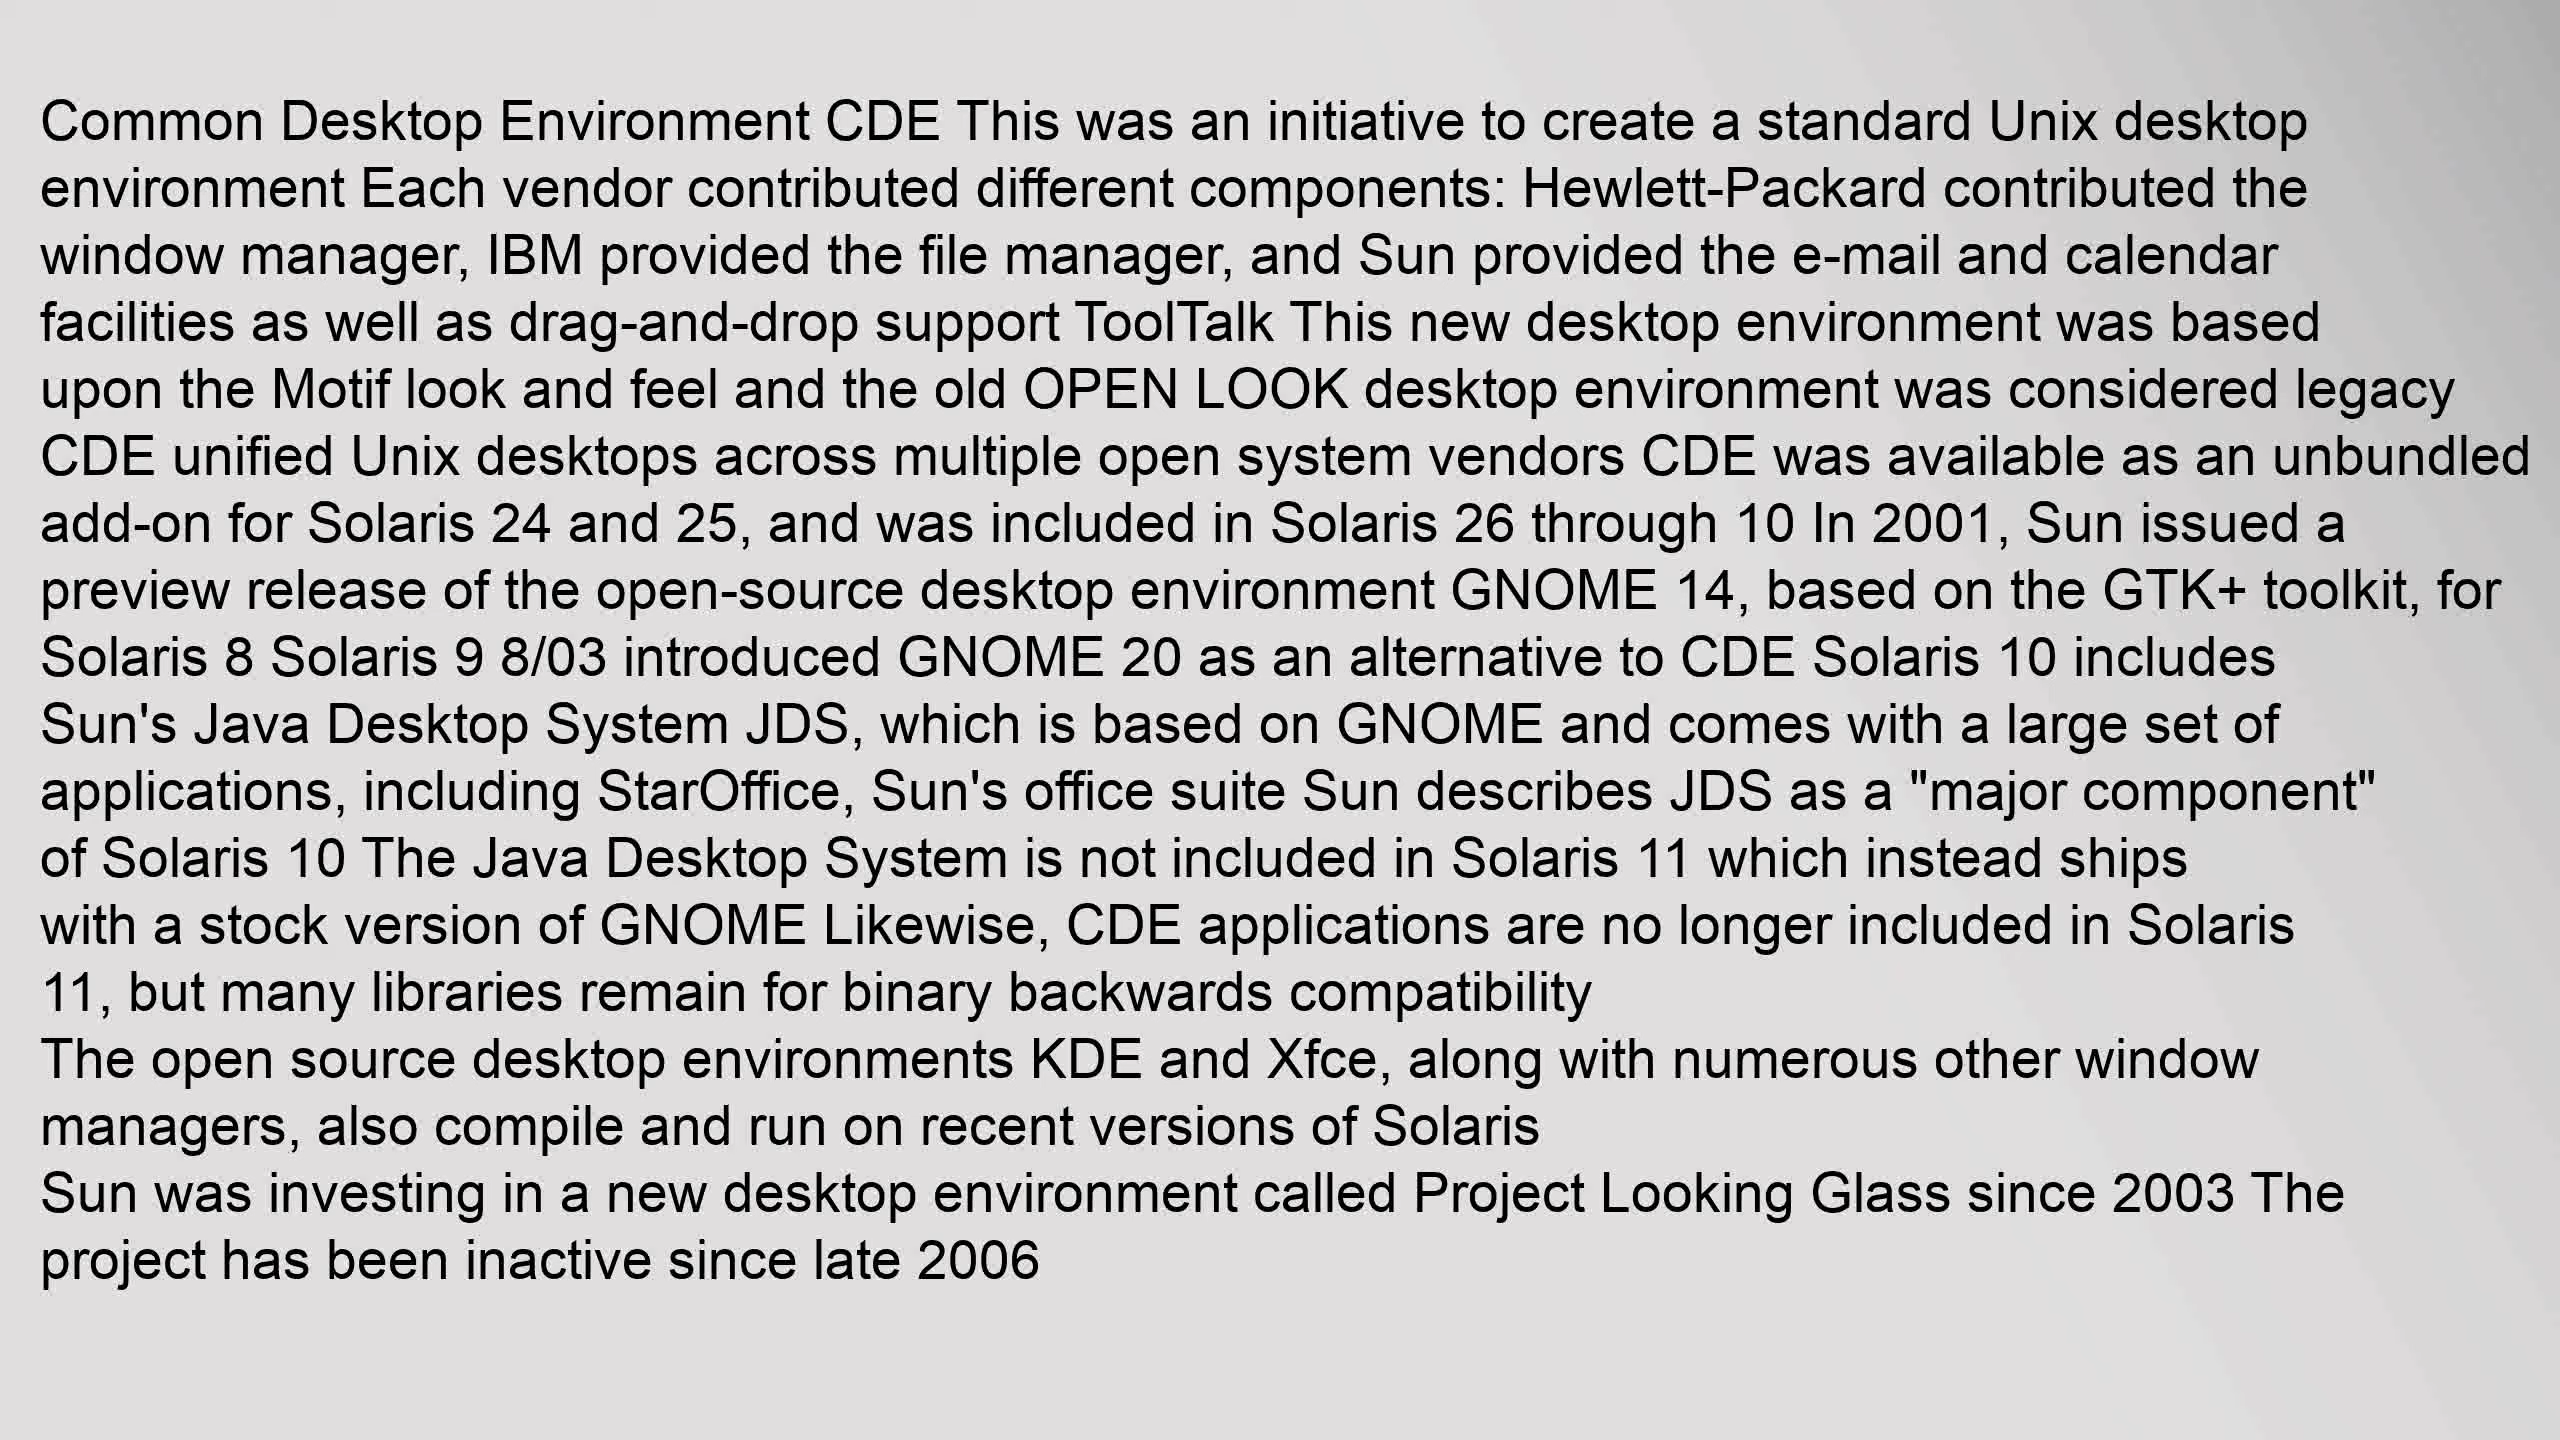 Common Desktop Environment CDE This was an initiative to create a standard Unix desktop
environment Each vendor contributed different components: Hewlett-Packard contributed the
window manager, IBM provided the file manager, and Sun provided the e-mail and calendar
facilities as well as drag-and-drop support ToolTalk This new desktop environment was based
upon the Motif look and feel and the old OPEN LOOK desktop environment was considered legacy
CDE unified Unix desktops across multiple open system vendors CDE was available as an unbundled
add-on for Solaris 24 and 25, and was included in Solaris 26 through 10 In 2001, Sun issued a
preview release of the open-source desktop environment GNOME 14, based on the GTK+ toolkit, for
Solaris 8 Solaris 9 8/03 introduced GNOME 20 as an alternative to CDE Solaris 10 includes
Sun's Java Desktop System JDS, which is based on GNOME and comes with a large set of
applications, including StarOffice, Sun's office suite Sun describes JDS as a "major component"
of Solaris 10 The Java Desktop System is not included in Solaris 11 which instead ships
with a stock version of GNOME Likewise, CDE applications are no longer included in Solaris
11, but many libraries remain for binary backwards compatibility
The open source desktop environments KDE and Xfce, along with numerous other window
managers, also compile and run on recent versions of Solaris
Sun was investing in a new desktop environment called Project Looking Glass since 2003 The
project has been inactive since late 2006